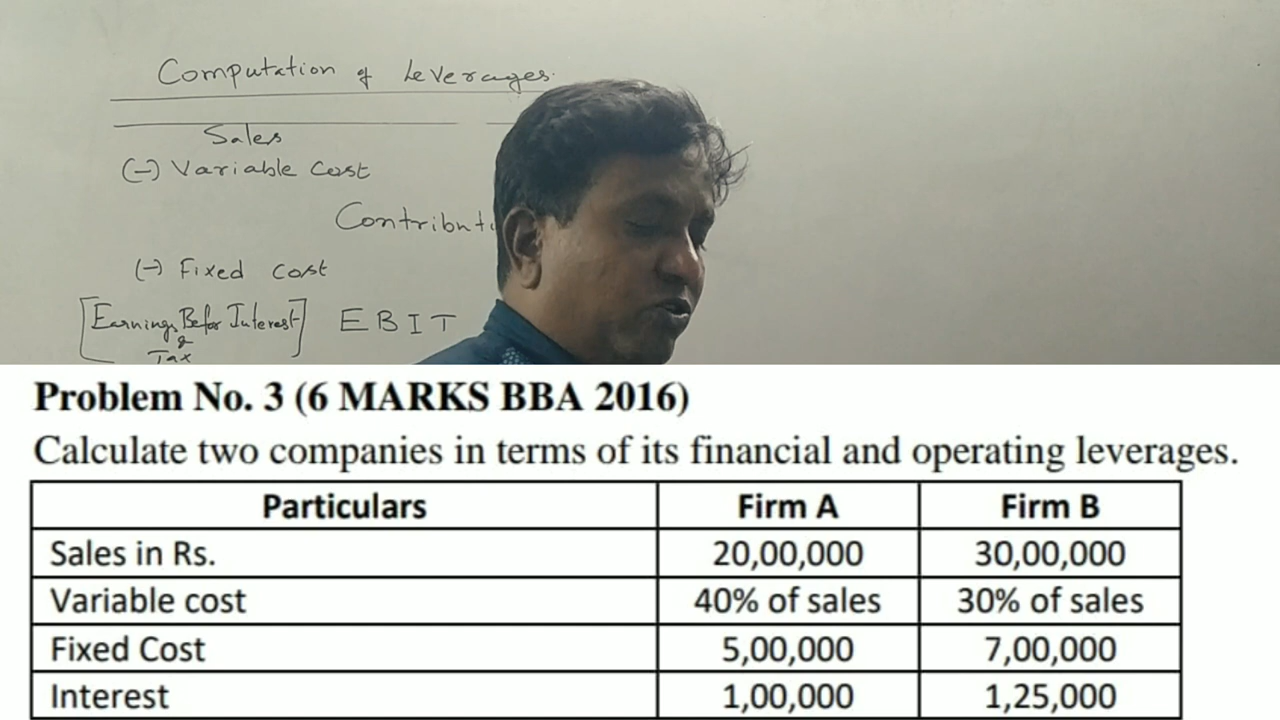 Computation of Leverages.
Sales
(-) Variable Cost
(-) Fixed cost
[Earnings Before Interest] EBIT
&
Tax
Problem No. 3 (6 MARKS BBA 2016)
Calculate two companies in terms of its financial and operating leverages.
Particulars Firm A Firm B
Sales in Rs. 20,00,000 30,00,000
Variable cost 40% of sales 30% of sales
Fixed Cost 5,00,000 7,00,000
Interest 1,00,000 1,25,000